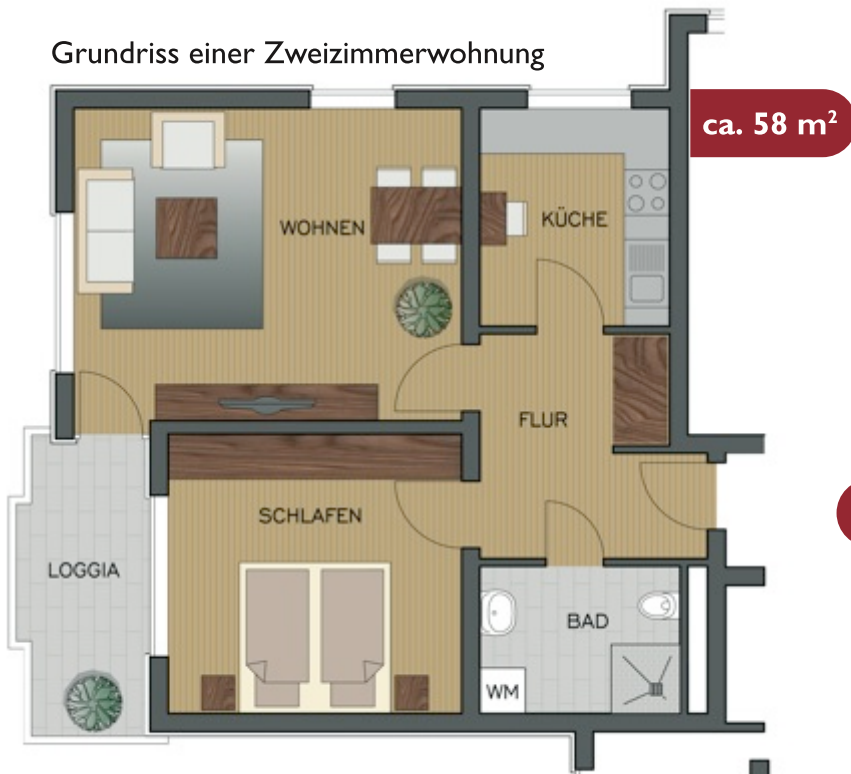 Grundriss einer Zweizimmerwohnung
ca. 58 m²
WOHNEN
KÜCHE
FLUR
SCHLAFEN
LOGGIA
BAD
WM